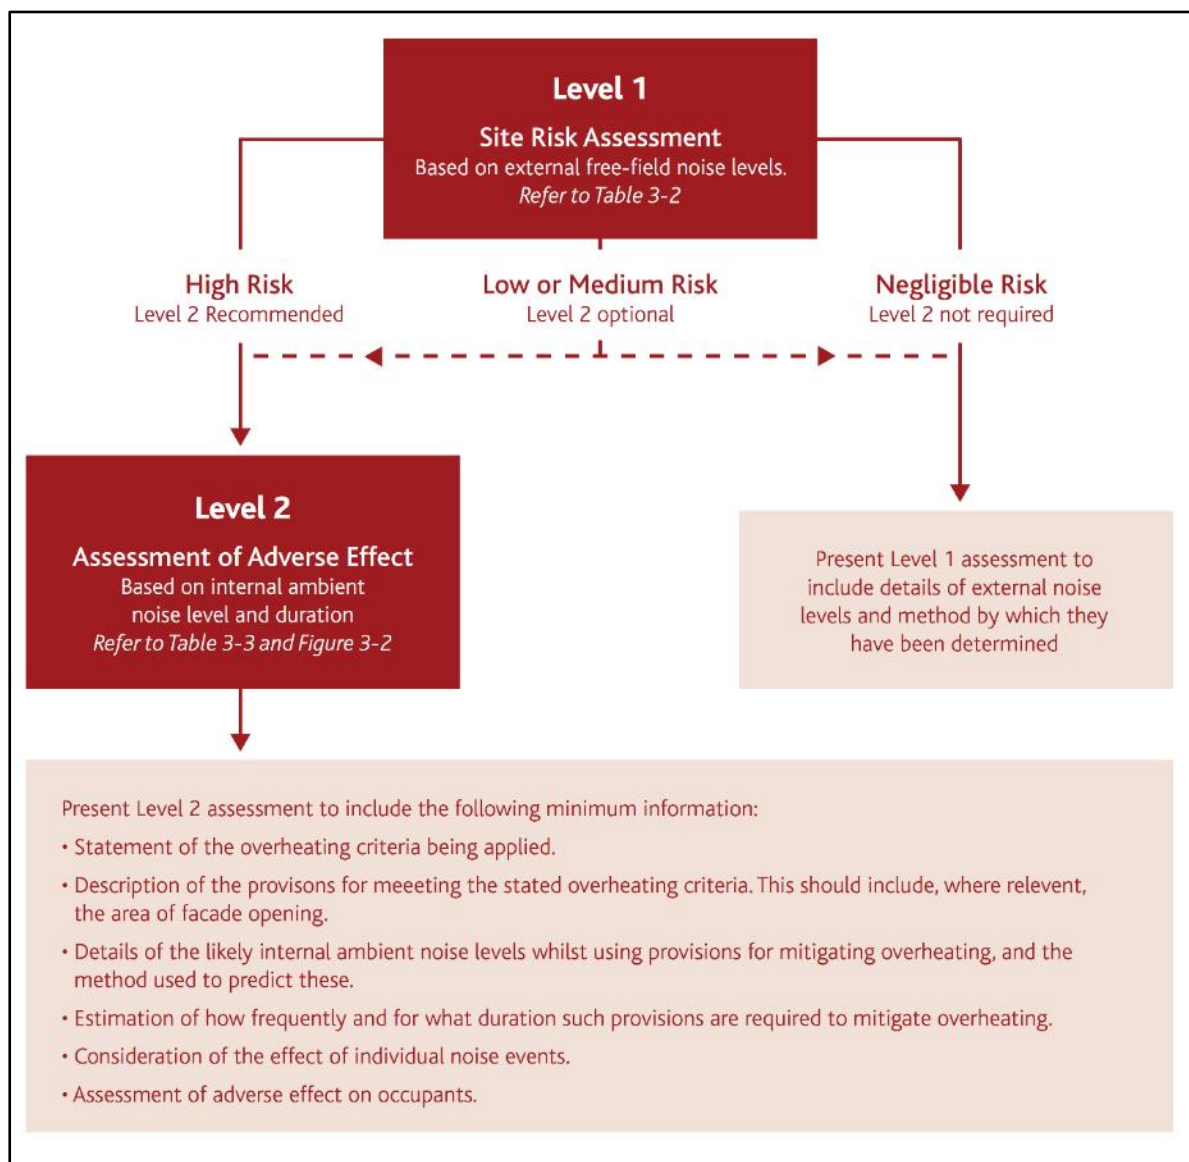 Level 1
Site Risk Assessment
Based on external free-field noise levels.
Refer to Table 3-2
High Risk
Level 2 Recommended
Low or Medium Risk
Level 2 optional
Negligible Risk
Level 2 not required
Level 2
Assessment of Adverse Effect
Based on internal ambient
noise level and duration
Refer to Table 3-3 and Figure 3-2
Present Level 1 assessment to
include details of external noise
levels and method by which they
have been determined
Present Level 2 assessment to include the following minimum information:
• Statement of the overheating criteria being applied.
• Description of the provisons for meeeting the stated overheating criteria. This should include, where relevent,
the area of facade opening.
• Details of the likely internal ambient noise levels whilst using provisions for mitigating overheating, and the
method used to predict these.
• Estimation of how frequently and for what duration such provisions are required to mitigate overheating.
• Consideration of the effect of individual noise events.
• Assessment of adverse effect on occupants.